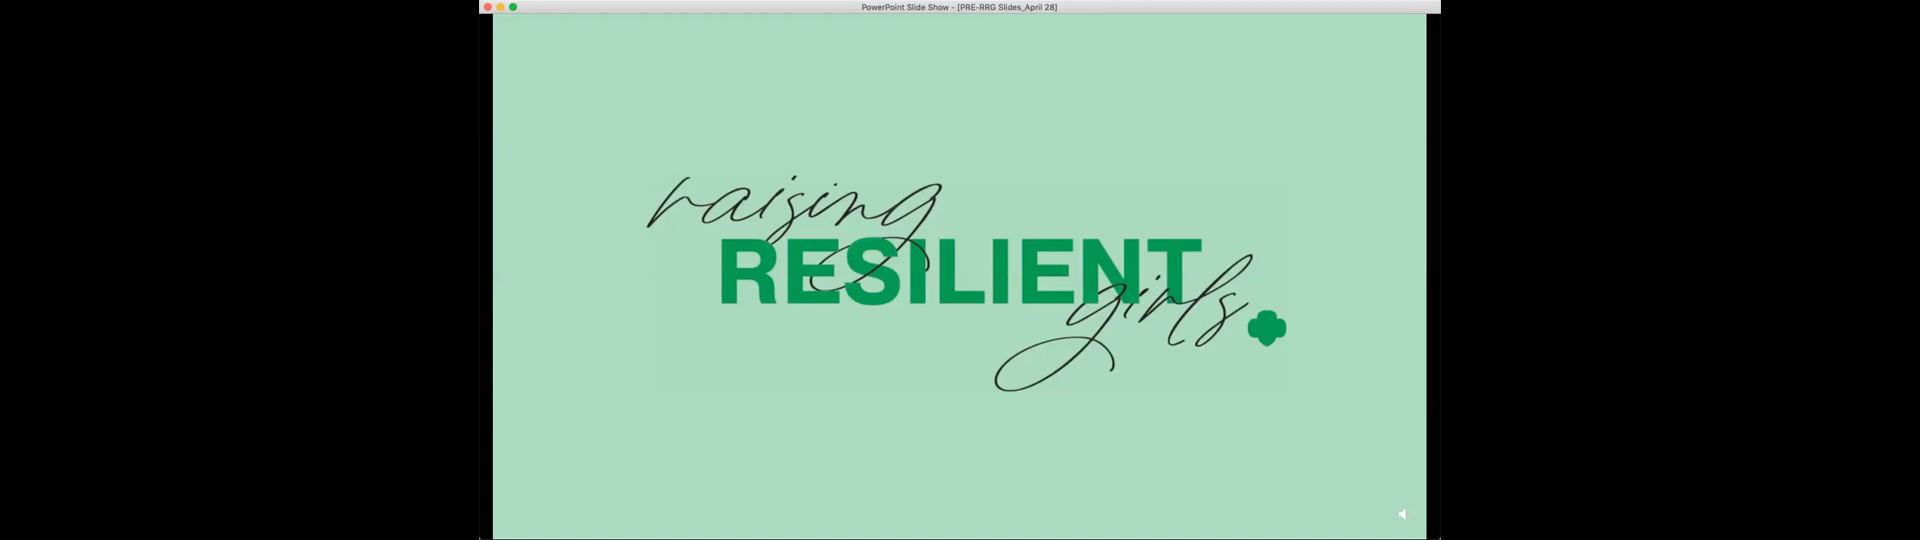 PowerPoint Slide Show - [PRE-RRG Slides_April 28]
raising
RESILIENT
girls